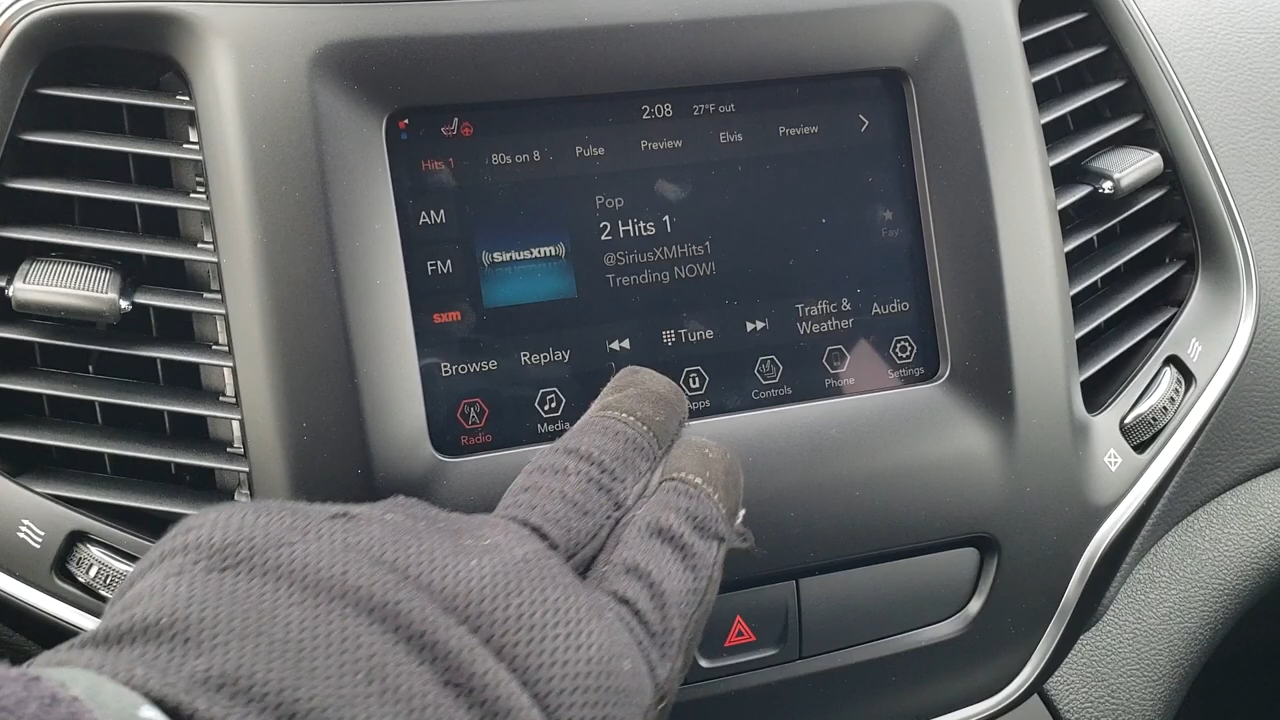 2:08 27°F out
Hits 1 80s on 8 Pulse Preview Elvis Preview
AM
FM
sxm
((SiriusXM))
Pop
2 Hits 1
@SiriusXMHits1
Trending NOW!
Fav
Browse Replay Tune Traffic & Weather Audio
Radio Media Apps Controls Phone Settings